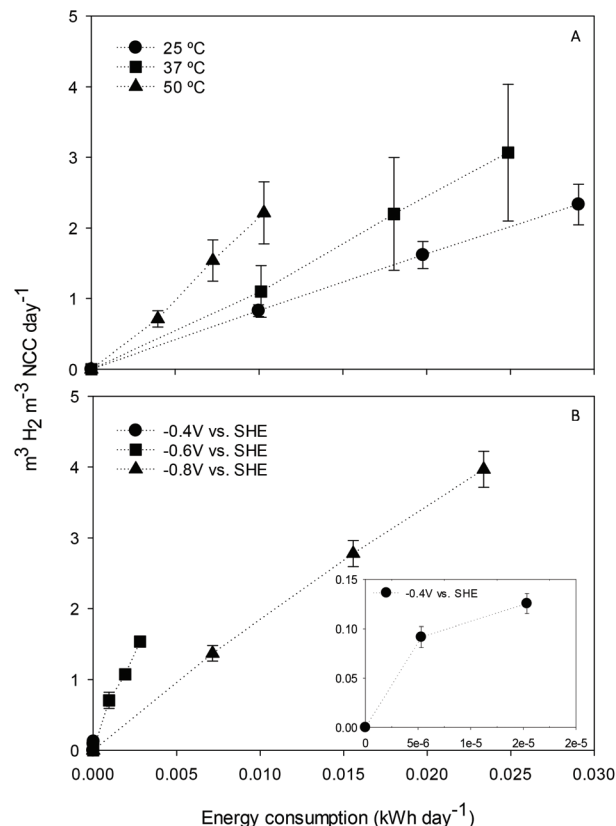 5
A
25 ºC
37 ºC
50 ºC
4
3
2
1
0
m³ H₂ m⁻³ NCC day⁻¹
5
B
-0.4V vs. SHE
-0.6V vs. SHE
-0.8V vs. SHE
4
3
2
1
0
0.15
-0.4V vs. SHE
0.10
0.05
0.00
0 5e-6 1e-5 2e-5 2e-5
0.000 0.005 0.010 0.015 0.020 0.025 0.030
Energy consumption (kWh day⁻¹)